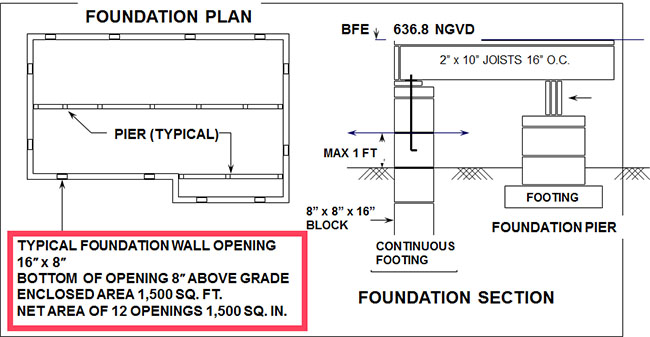 FOUNDATION PLAN
PIER (TYPICAL)
TYPICAL FOUNDATION WALL OPENING
16” x 8”
BOTTOM OF OPENING 8” ABOVE GRADE
ENCLOSED AREA 1,500 SQ. FT.
NET AREA OF 12 OPENINGS 1,500 SQ. IN.
BFE 636.8 NGVD
2” x 10” JOISTS 16” O.C.
MAX 1 FT
8” x 8” x 16”
BLOCK
CONTINUOUS
FOOTING
FOOTING
FOUNDATION PIER
FOUNDATION SECTION